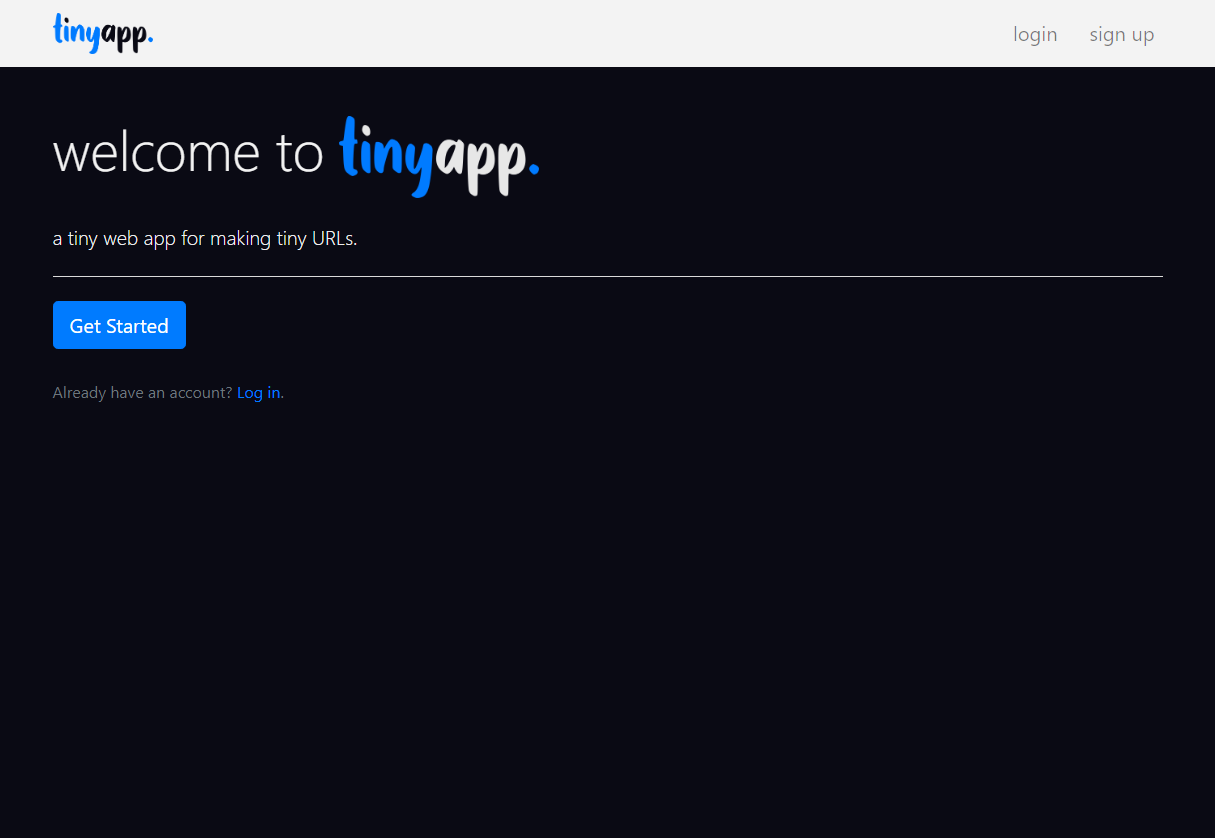 tinyapp.
login sign up
welcome to tinyapp.
a tiny web app for making tiny URLs.
Get Started
Already have an account? Log in.